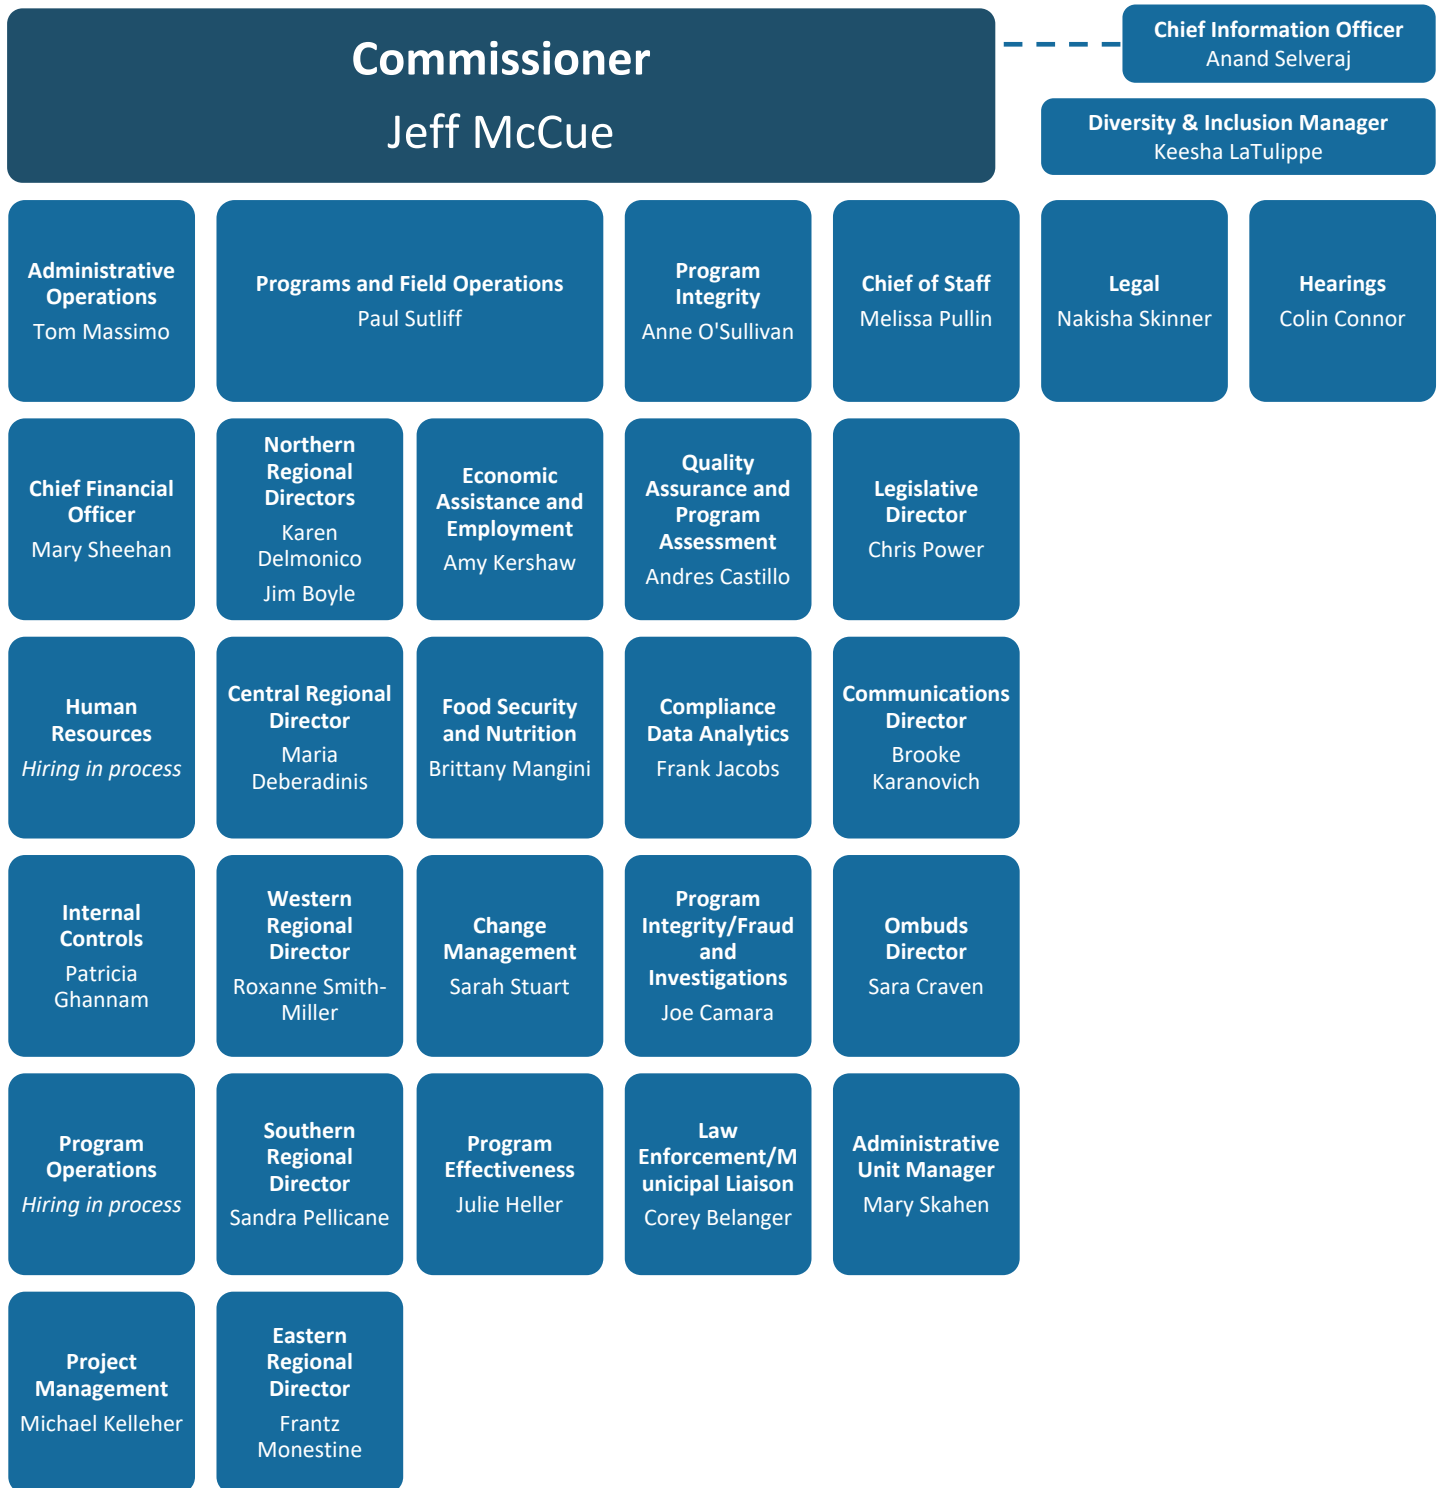 Commissioner
Jeff McCue
Chief Information Officer
Anand Selveraj
Diversity & Inclusion Manager
Keesha LaTulippe
Administrative
Operations
Tom Massimo
Programs and Field Operations
Paul Sutliff
Program
Integrity
Anne O'Sullivan
Chief of Staff
Melissa Pullin
Legal
Nakisha Skinner
Hearings
Colin Connor
Chief Financial
Officer
Mary Sheehan
Northern
Regional
Directors
Karen
Delmonico
Jim Boyle
Economic
Assistance and
Employment
Amy Kershaw
Quality
Assurance and
Program
Assessment
Andres Castillo
Legislative
Director
Chris Power
Human
Resources
Hiring in process
Central Regional
Director
Maria
Deberadinis
Food Security
and Nutrition
Brittany Mangini
Compliance
Data Analytics
Frank Jacobs
Communications
Director
Brooke
Karanovich
Internal
Controls
Patricia
Ghannam
Western
Regional
Director
Roxanne Smith-
Miller
Change
Management
Sarah Stuart
Program
Integrity/Fraud
and
Investigations
Joe Camara
Ombuds
Director
Sara Craven
Program
Operations
Hiring in process
Southern
Regional
Director
Sandra Pellicane
Program
Effectiveness
Julie Heller
Law
Enforcement/M
unicipal Liaison
Corey Belanger
Administrative
Unit Manager
Mary Skahen
Project
Management
Michael Kelleher
Eastern
Regional
Director
Frantz
Monestine